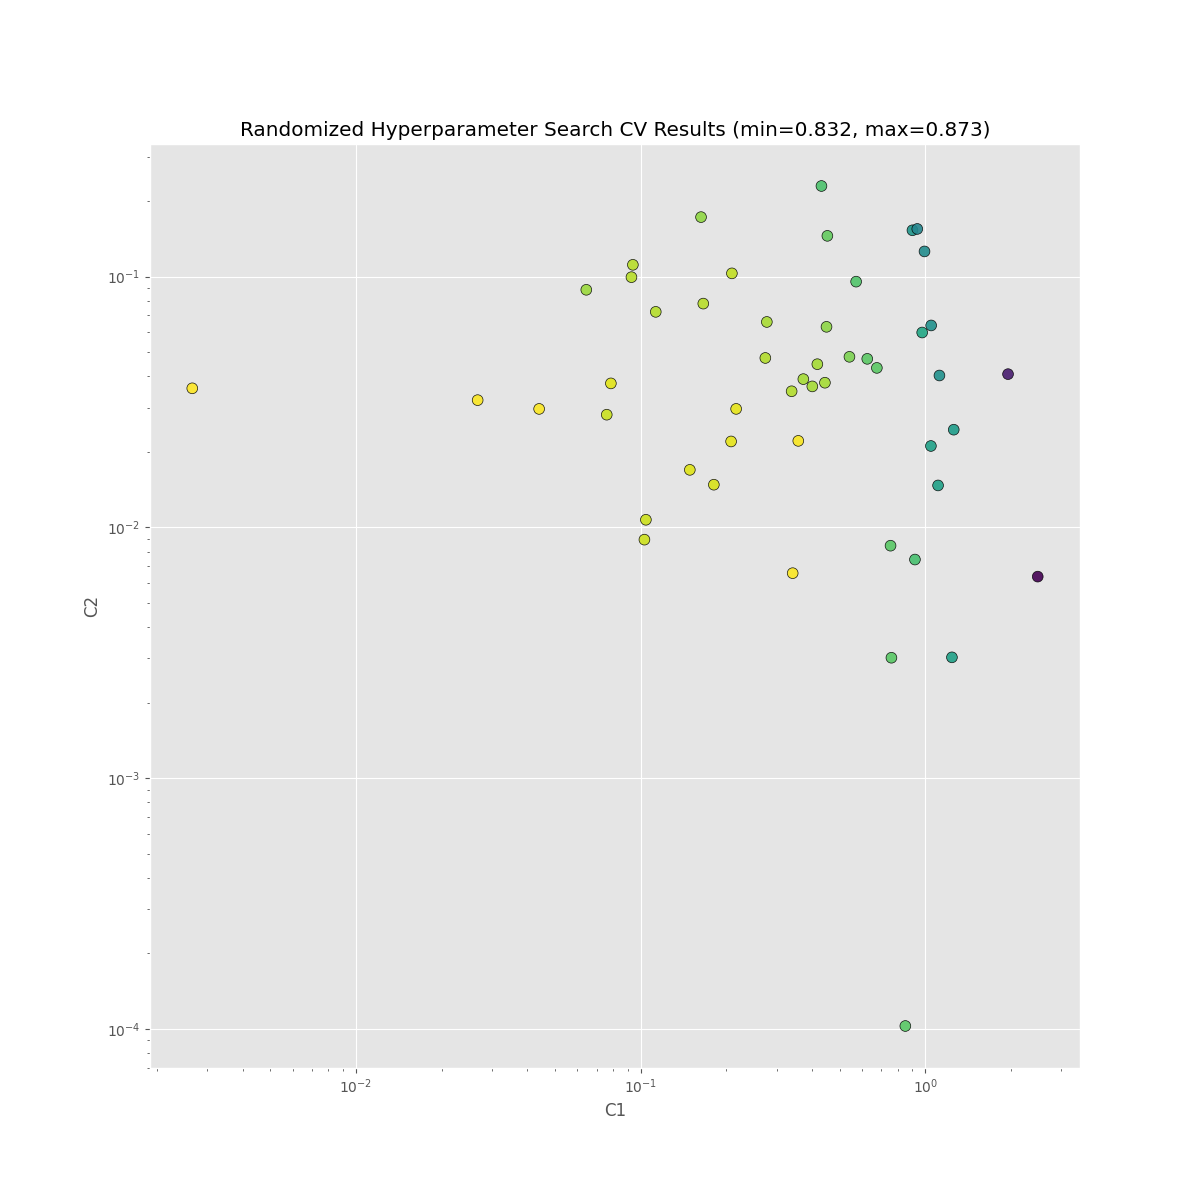 Randomized Hyperparameter Search CV Results (min=0.832, max=0.873)
10⁻¹
10⁻²
C2
10⁻³
10⁻⁴
10⁻² 10⁻¹ 10⁰
C1